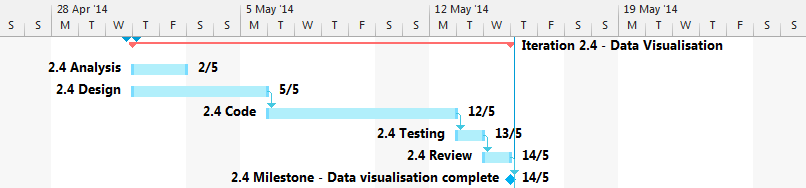 28 Apr '14 5 May '14 12 May '14 19 May '14
S S M T W T F S S M T W T F S S M T W T F S S M T W T F S S
Iteration 2.4 - Data Visualisation
2.4 Analysis 2/5
2.4 Design 5/5
2.4 Code 12/5
2.4 Testing 13/5
2.4 Review 14/5
2.4 Milestone - Data visualisation complete 14/5